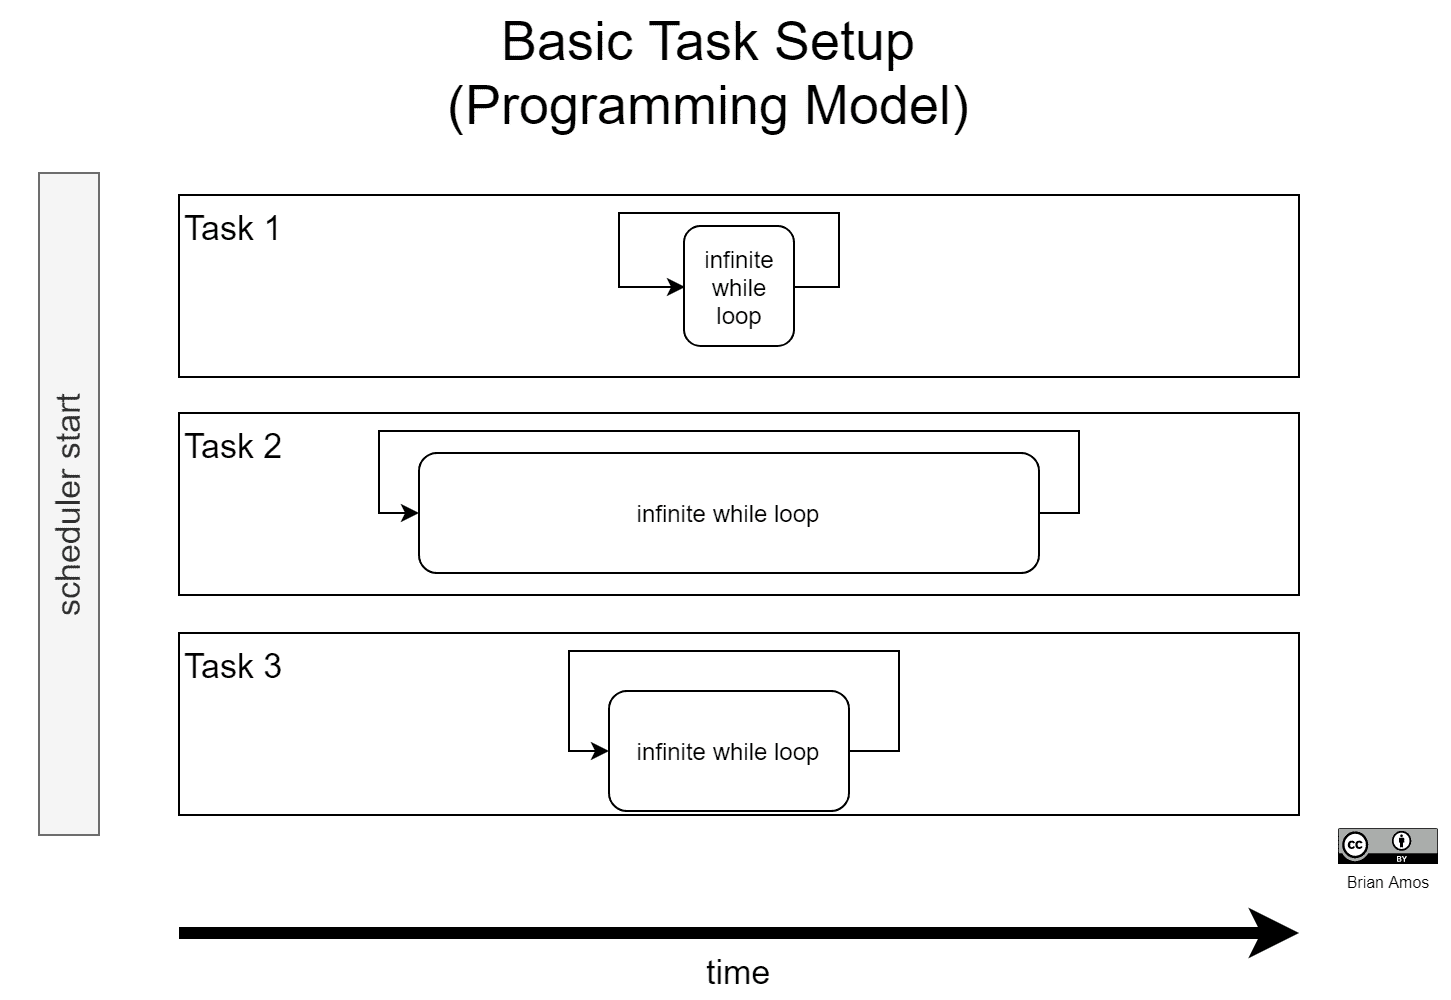 Basic Task Setup
(Programming Model)
scheduler start
Task 1
infinite
while
loop
Task 2
infinite while loop
Task 3
infinite while loop
cc
BY
Brian Amos
time